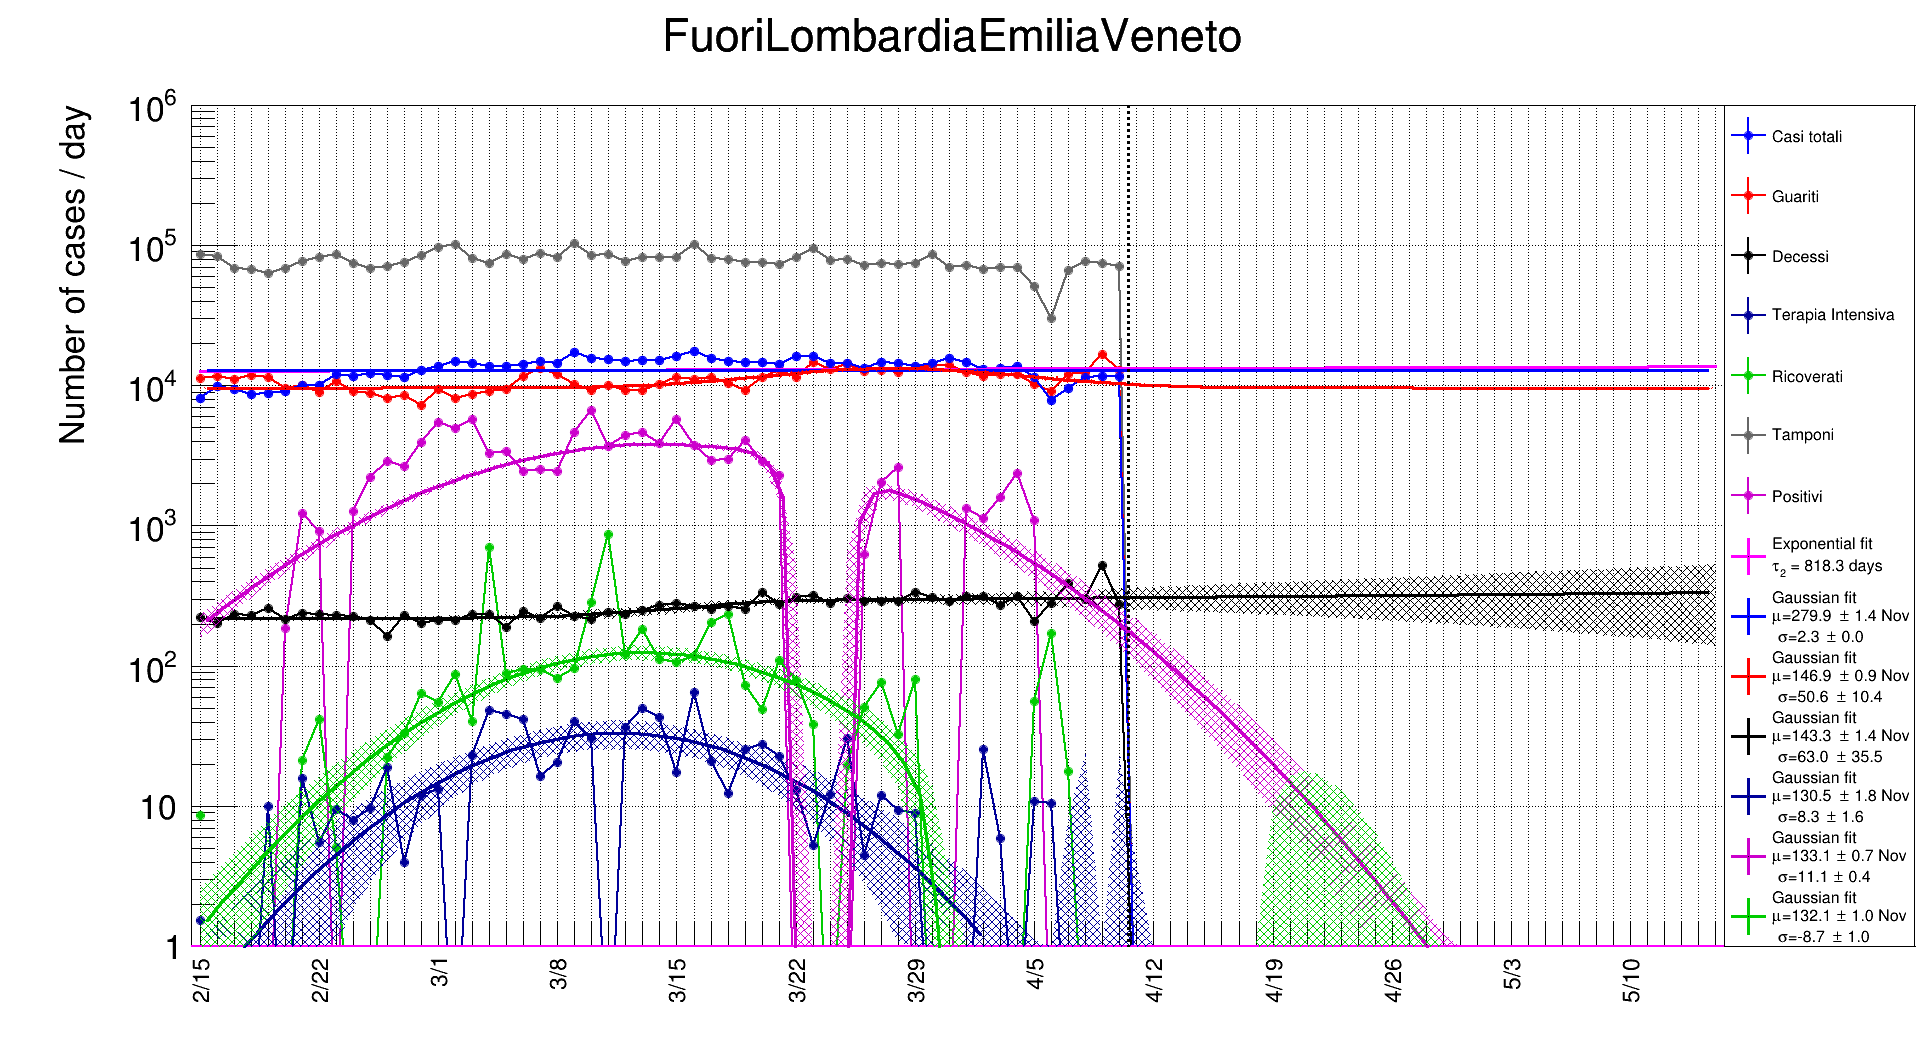 FuoriLombardiaEmiliaVeneto
Number of cases / day
10^6
10^5
10^4
10^3
10^2
10
1
2/15
2/22
3/1
3/8
3/15
3/22
3/29
4/5
4/12
4/19
4/26
5/3
5/10
Casi totali
Guariti
Decessi
Terapia Intensiva
Ricoverati
Tamponi
Positivi
Exponential fit
τ_2 = 818.3 days
Gaussian fit
μ=279.9 ± 1.4 Nov
σ=2.3 ± 0.0
Gaussian fit
μ=146.9 ± 0.9 Nov
σ=50.6 ± 10.4
Gaussian fit
μ=143.3 ± 1.4 Nov
σ=63.0 ± 35.5
Gaussian fit
μ=130.5 ± 1.8 Nov
σ=8.3 ± 1.6
Gaussian fit
μ=133.1 ± 0.7 Nov
σ=11.1 ± 0.4
Gaussian fit
μ=132.1 ± 1.0 Nov
σ=-8.7 ± 1.0